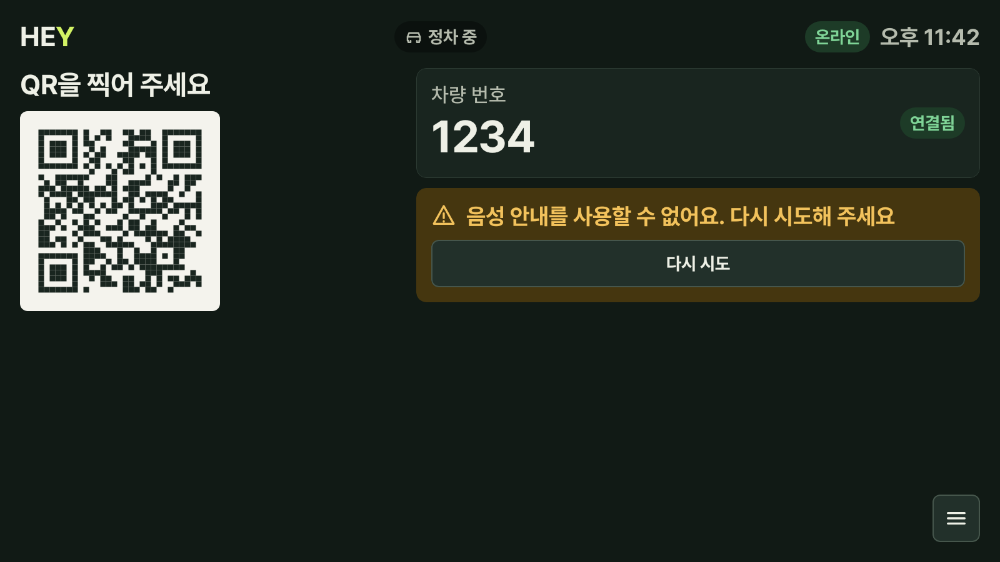 HEY
정차 중
온라인
오후 11:42
QR을 찍어 주세요
차량 번호
1234
연결됨
음성 안내를 사용할 수 없어요. 다시 시도해 주세요
다시 시도